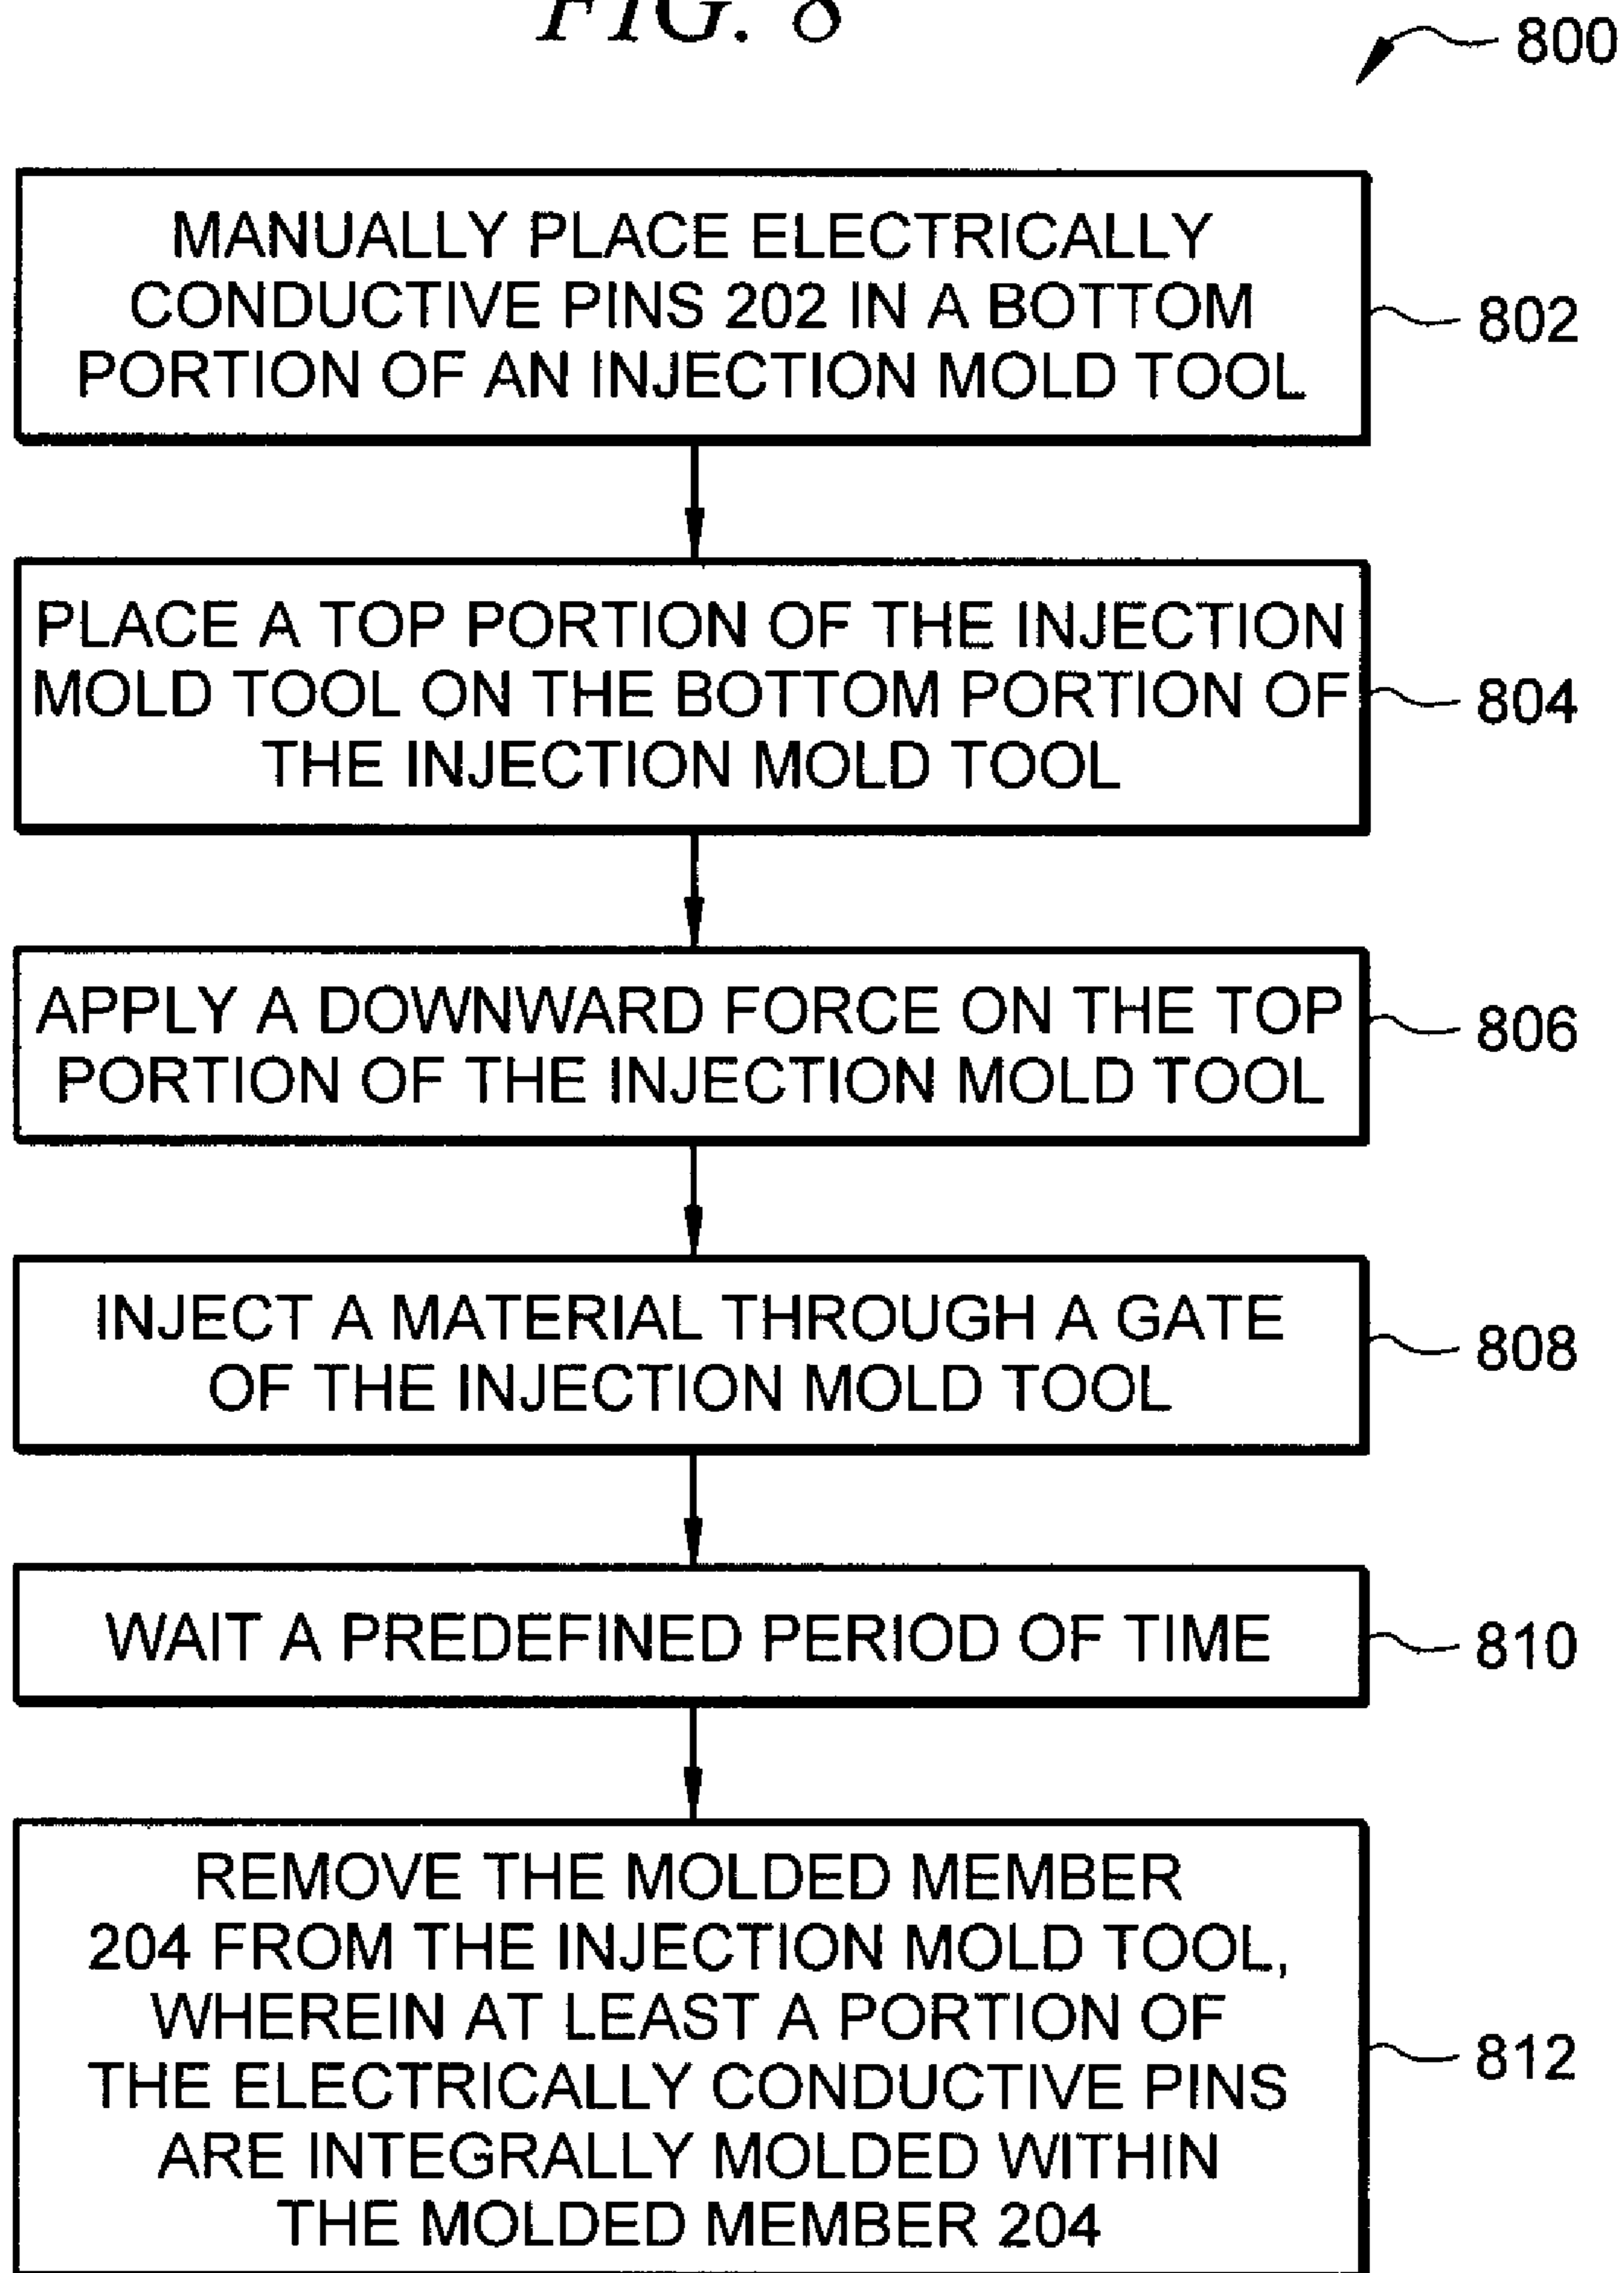 FIG. 8
800
MANUALLY PLACE ELECTRICALLY
CONDUCTIVE PINS 202 IN A BOTTOM
PORTION OF AN INJECTION MOLD TOOL
802
PLACE A TOP PORTION OF THE INJECTION
MOLD TOOL ON THE BOTTOM PORTION OF
THE INJECTION MOLD TOOL
804
APPLY A DOWNWARD FORCE ON THE TOP
PORTION OF THE INJECTION MOLD TOOL
806
INJECT A MATERIAL THROUGH A GATE
OF THE INJECTION MOLD TOOL
808
WAIT A PREDEFINED PERIOD OF TIME
810
REMOVE THE MOLDED MEMBER
204 FROM THE INJECTION MOLD TOOL,
WHEREIN AT LEAST A PORTION OF
THE ELECTRICALLY CONDUCTIVE PINS
ARE INTEGRALLY MOLDED WITHIN
THE MOLDED MEMBER 204
812